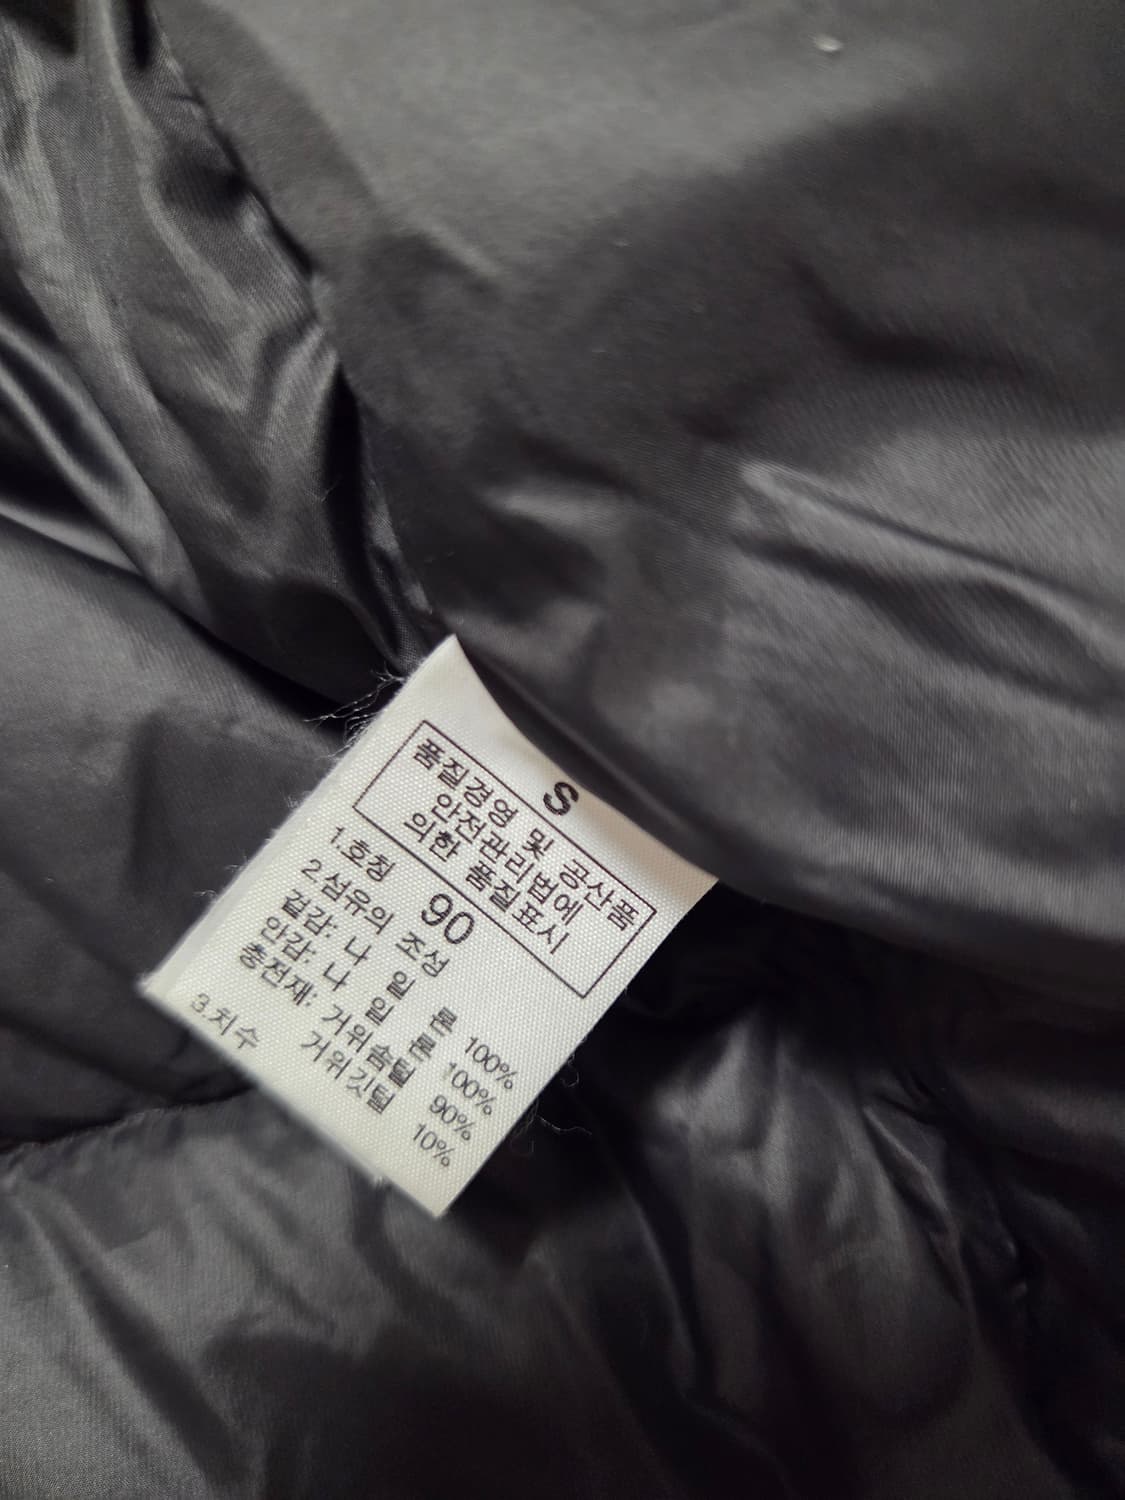 S
품질경영 및 공산품
안전관리법에
의한 품질표시
1.호칭 90
2.섬유의 조성
겉감: 나 일 론 100%
안감: 나 일 론 100%
충전재: 거위솜털 90%
거위깃털 10%
3.치수